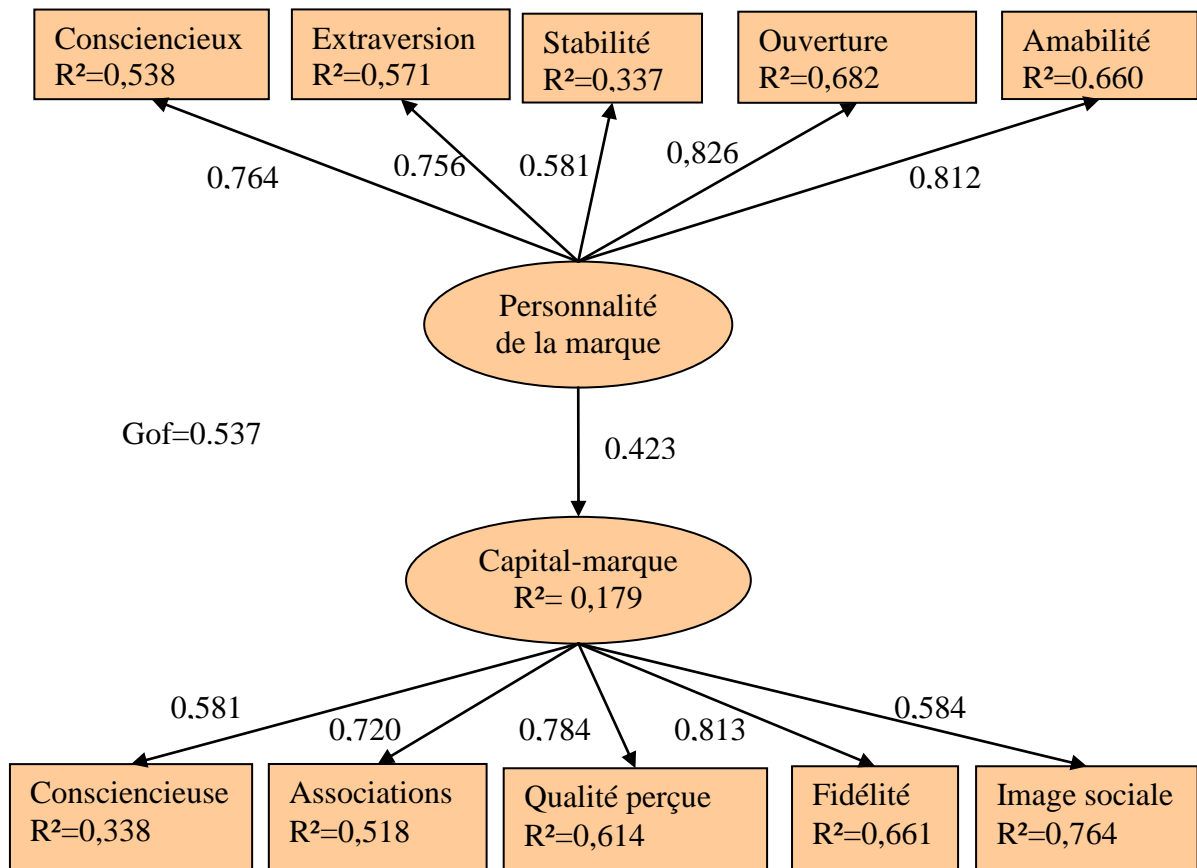 Consciencieux
R²=0,538
Extraversion
R²=0,571
Stabilité
R²=0,337
Ouverture
R²=0,682
Amabilité
R²=0,660
0,764
0,756
0,581
0,826
0,812
Personnalité
de la marque
Gof=0.537
0,423
Capital-marque
R²= 0,179
0,581
0,720
0,784
0,813
0,584
Consciencieuse
R²=0,338
Associations
R²=0,518
Qualité perçue
R²=0,614
Fidélité
R²=0,661
Image sociale
R²=0,764